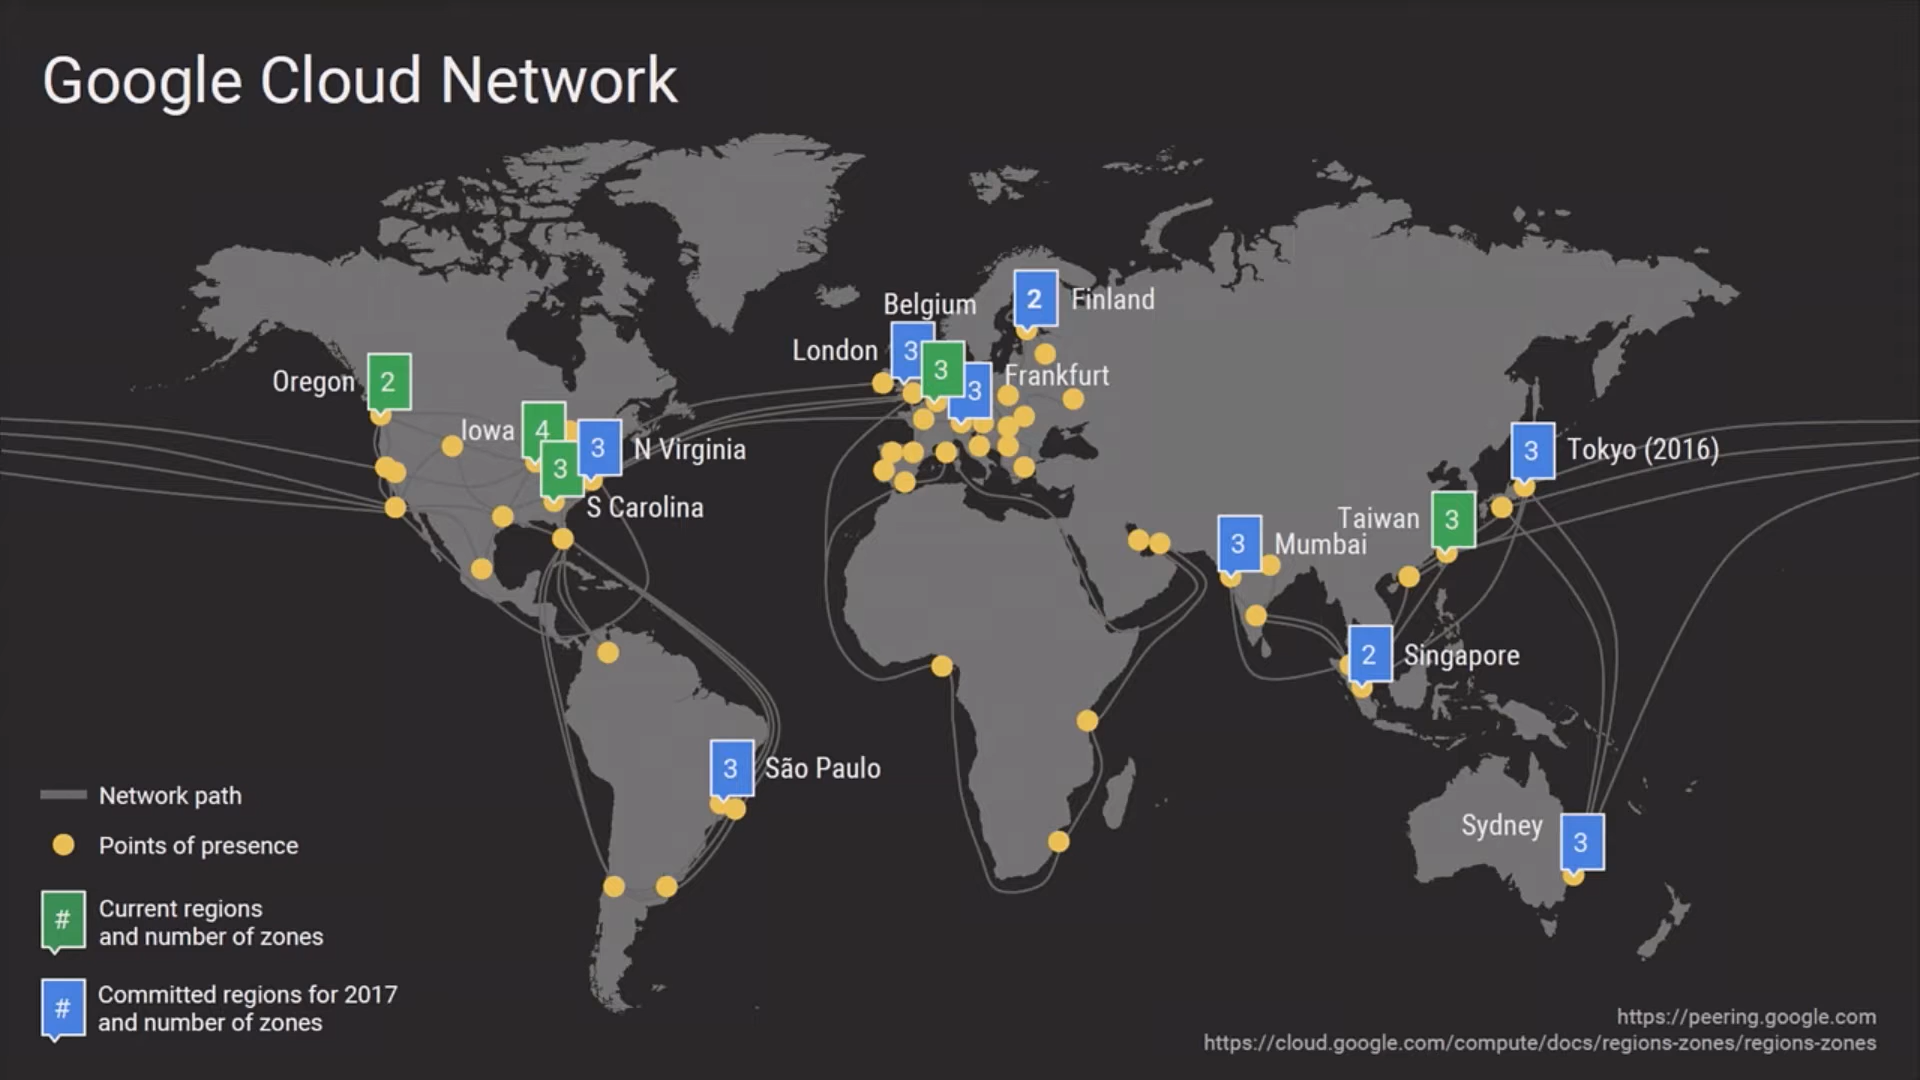 Google Cloud Network
2
Finland
Belgium
London
3
3
3
Frankfurt
Oregon
2
Iowa
4
3
N Virginia
3
S Carolina
3
Tokyo (2016)
Taiwan
3
3
Mumbai
2
Singapore
3
São Paulo
Sydney
3
Network path
Points of presence
#
Current regions
and number of zones
#
Committed regions for 2017
and number of zones
https://peering.google.com
https://cloud.google.com/compute/docs/regions-zones/regions-zones